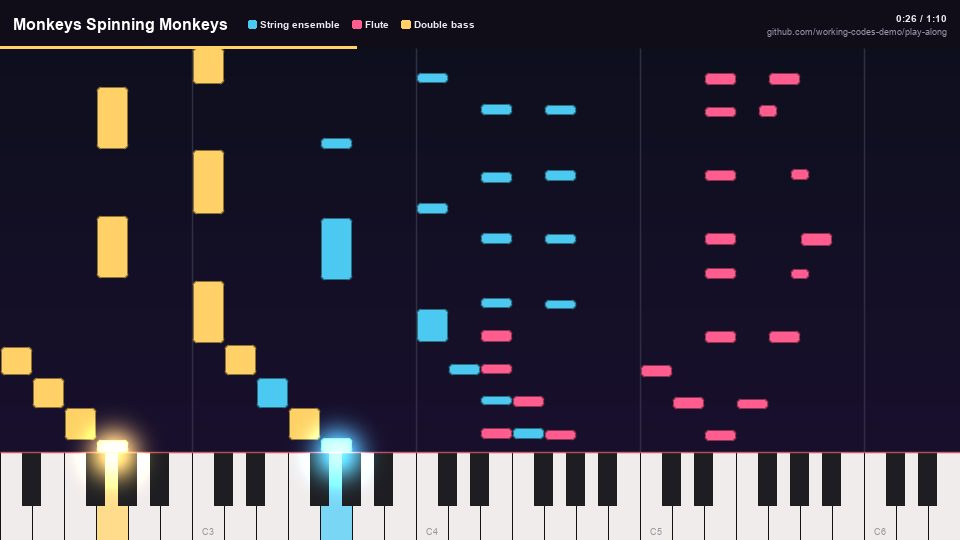 Monkeys Spinning Monkeys
String ensemble
Flute
Double bass
0:26 / 1:10
github.com/working-codes-demo/play-along
C3
C4
C5
C6